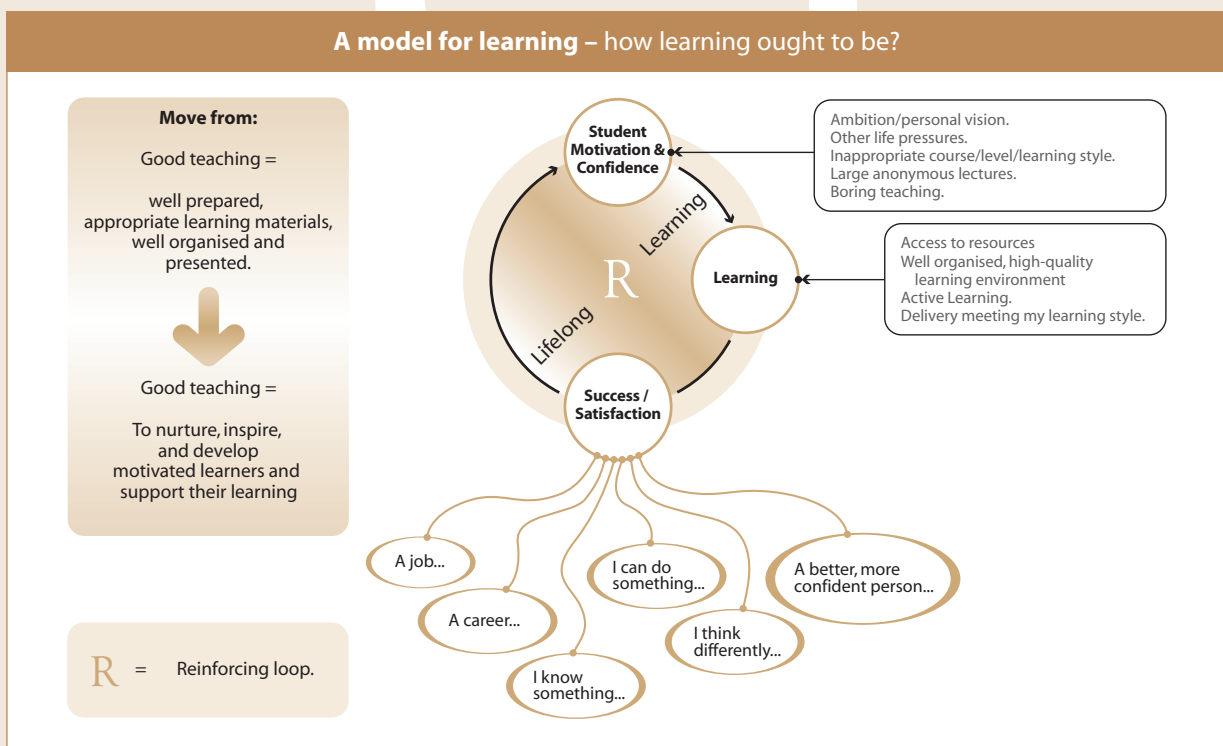 A model for learning – how learning ought to be?
Move from:
Good teaching =
well prepared,
appropriate learning materials,
well organised and
presented.
Good teaching =
To nurture, inspire,
and develop
motivated learners and
support their learning
R = Reinforcing loop.
Student
Motivation &
Confidence
Ambition/personal vision.
Other life pressures.
Inappropriate course/level/learning style.
Large anonymous lectures.
Boring teaching.
Learning
R
Learning
Access to resources
Well organised, high-quality
learning environment
Active Learning.
Delivery meeting my learning style.
Lifelong
Success /
Satisfaction
A job...
A career...
I know
something...
I can do
something...
I think
differently...
A better, more
confident person...